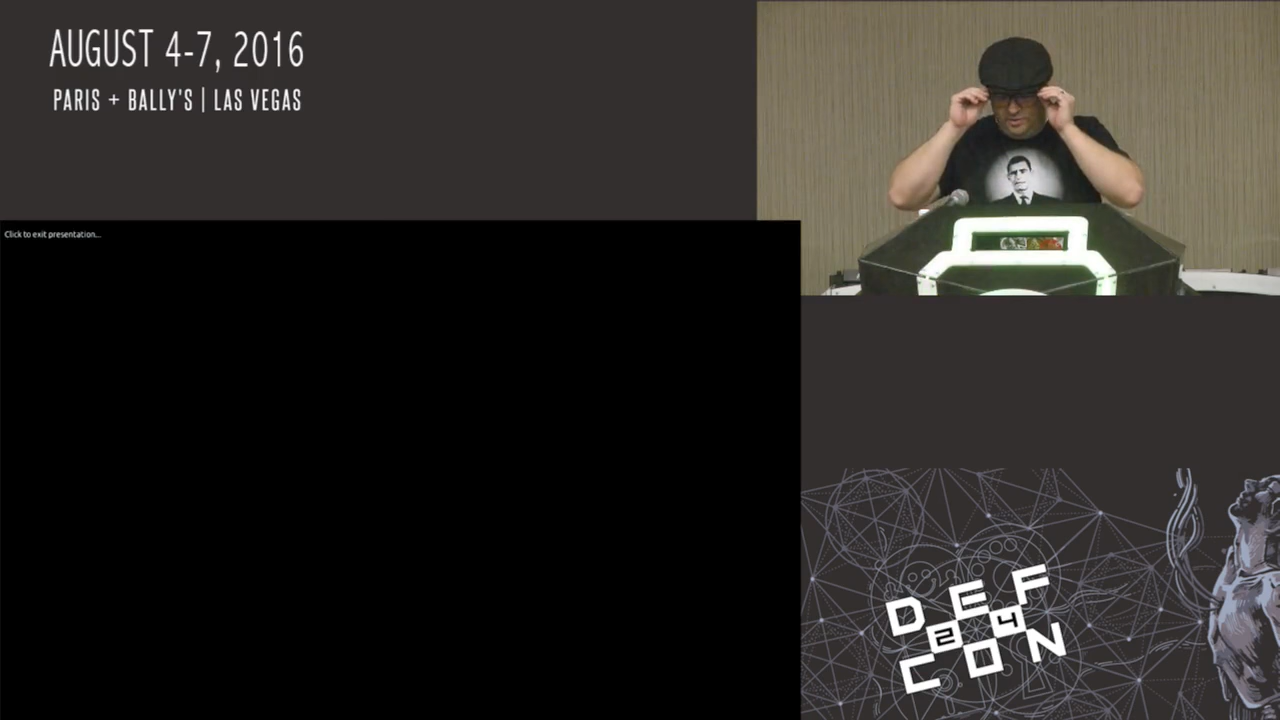 AUGUST 4-7, 2016
PARIS + BALLY'S | LAS VEGAS
Click to exit presentation...
DEF
24
CON